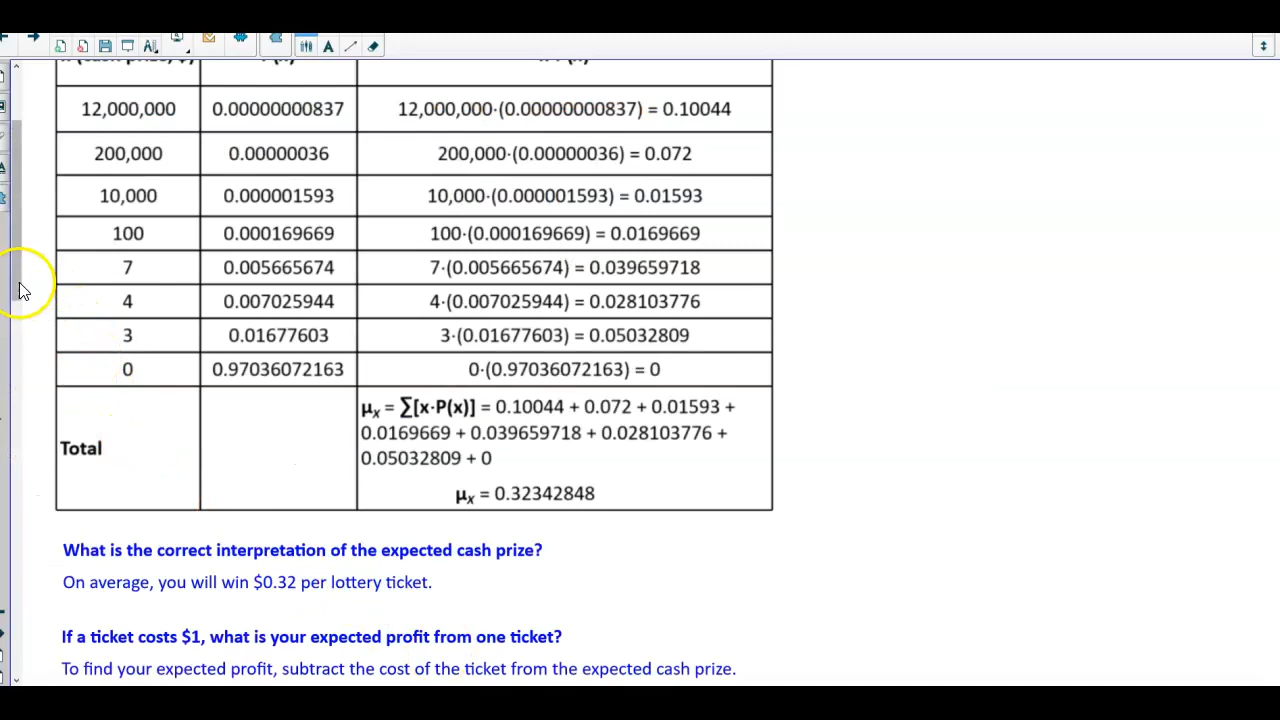 12,000,000 0.00000000837 12,000,000·(0.00000000837) = 0.10044
200,000 0.00000036 200,000·(0.00000036) = 0.072
10,000 0.000001593 10,000·(0.000001593) = 0.01593
100 0.000169669 100·(0.000169669) = 0.0169669
7 0.005665674 7·(0.005665674) = 0.039659718
4 0.007025944 4·(0.007025944) = 0.028103776
3 0.01677603 3·(0.01677603) = 0.05032809
0 0.97036072163 0·(0.97036072163) = 0
Total
μx = ∑[x·P(x)] = 0.10044 + 0.072 + 0.01593 +
0.0169669 + 0.039659718 + 0.028103776 +
0.05032809 + 0
μx = 0.32342848
What is the correct interpretation of the expected cash prize?
On average, you will win $0.32 per lottery ticket.
If a ticket costs $1, what is your expected profit from one ticket?
To find your expected profit, subtract the cost of the ticket from the expected cash prize.